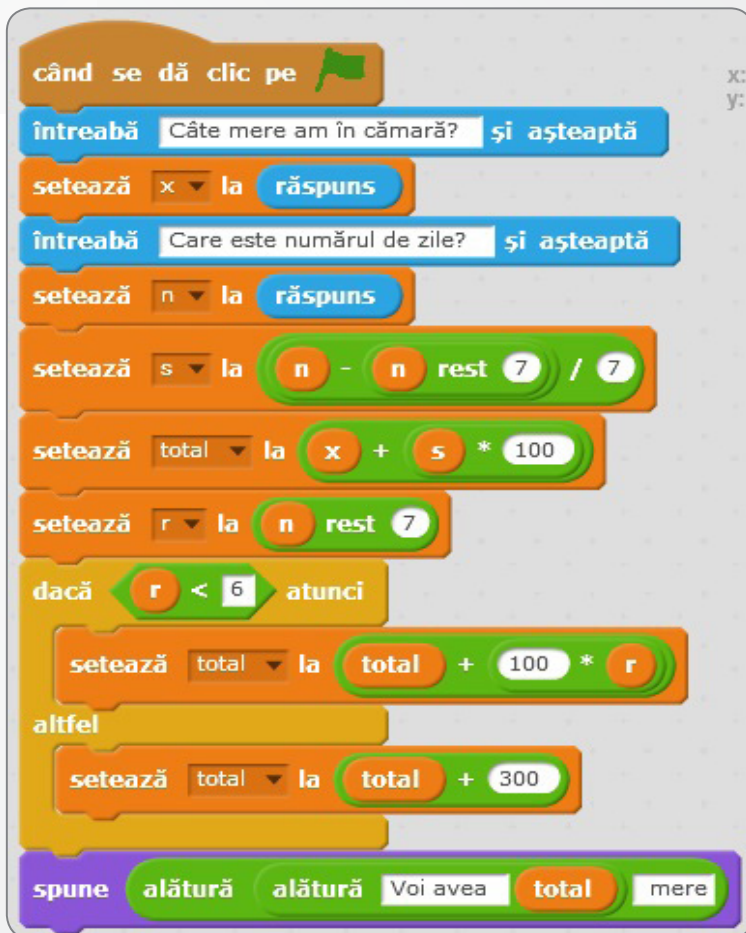 când se dă clic pe
x:
y:
întreabă Câte mere am în cămară? și așteaptă
setează x la răspuns
întreabă Care este numărul de zile? și așteaptă
setează n la răspuns
setează s la n - n rest 7 / 7
setează total la x + s * 100
setează r la n rest 7
dacă r < 6 atunci
setează total la total + 100 * r
altfel
setează total la total + 300
spune alătură alătură Voi avea total mere